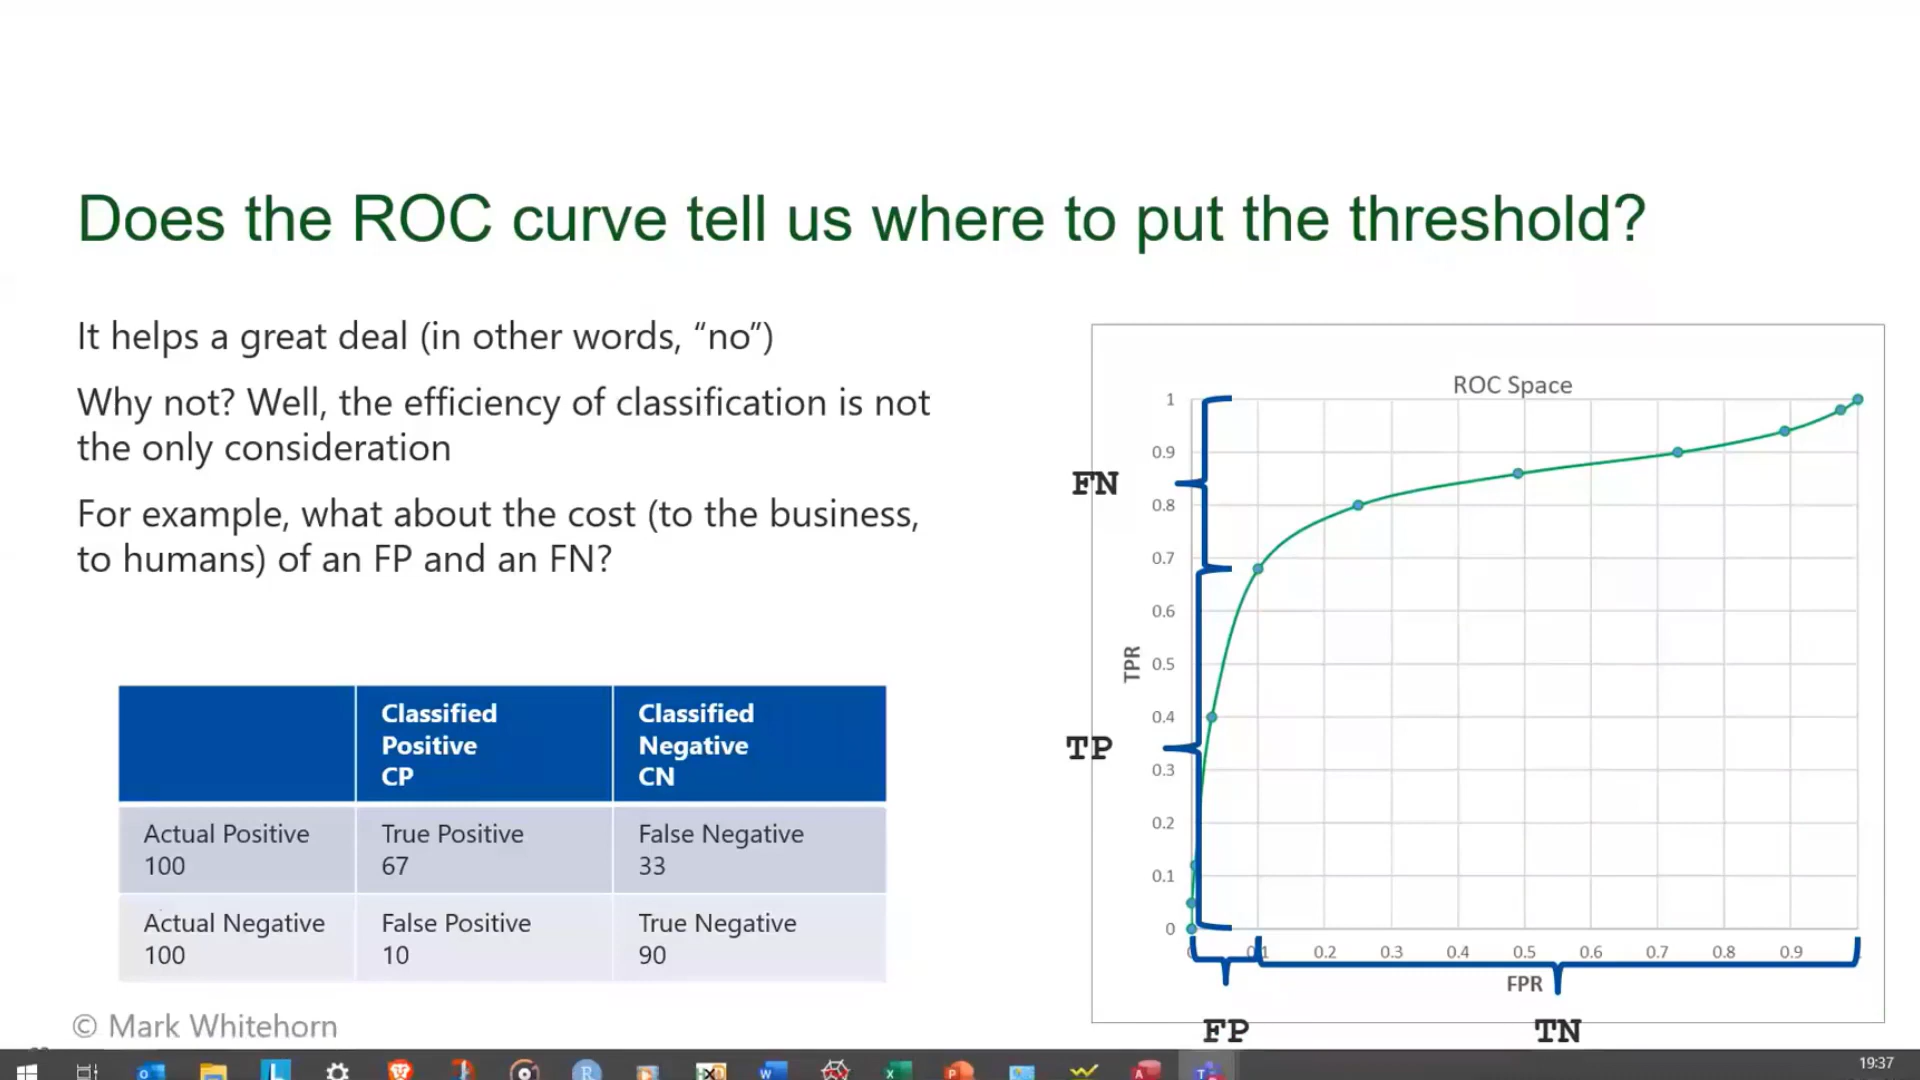 Does the ROC curve tell us where to put the threshold?
It helps a great deal (in other words, “no”)
Why not? Well, the efficiency of classification is not
the only consideration
For example, what about the cost (to the business,
to humans) of an FP and an FN?
Classified
Positive
CP
Classified
Negative
CN
Actual Positive
100
True Positive
67
False Negative
33
Actual Negative
100
False Positive
10
True Negative
90
© Mark Whitehorn
ROC Space
1
0.9
0.8
0.7
0.6
0.5
0.4
0.3
0.2
0.1
0
TPR
FN
TP
0.2 0.3 0.4 0.5 0.6 0.7 0.8 0.9
FPR
FP
TN
19:37